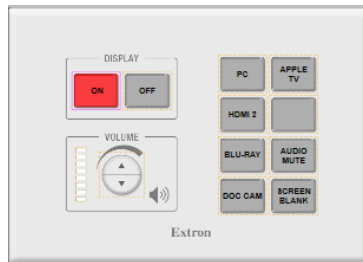 DISPLAY
ON
OFF
VOLUME
PC
APPLE
TV
HDMI 2
BLU-RAY
AUDIO
MUTE
DOC CAM
SCREEN
BLANK
Extron